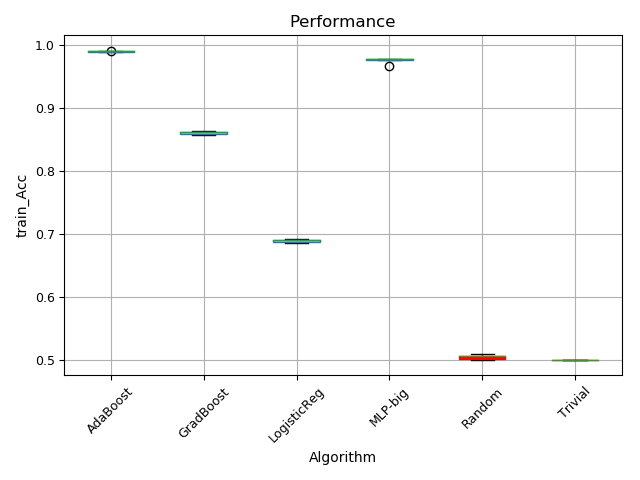 Performance
train_Acc
1.0
0.9
0.8
0.7
0.6
0.5
AdaBoost
GradBoost
LogisticReg
MLP-big
Random
Trivial
Algorithm